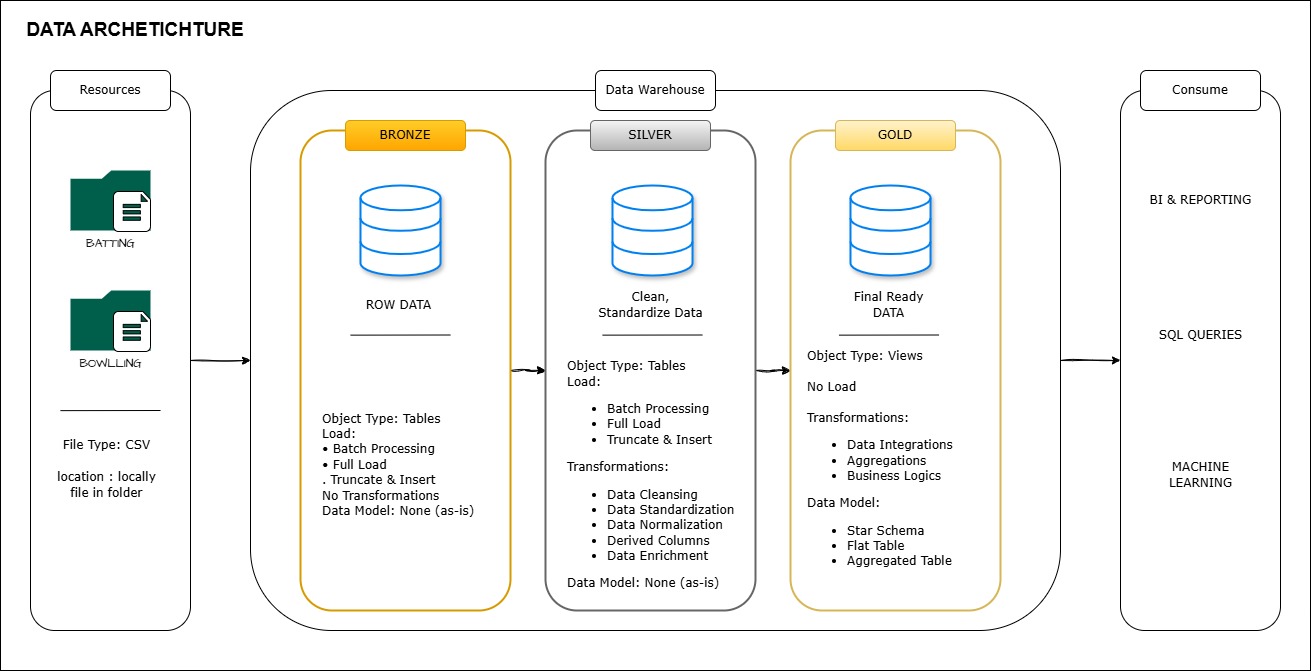 DATA ARCHETICHTURE
Resources
BATTING
BOWLLING
File Type: CSV
location : locally
file in folder
Data Warehouse
BRONZE
ROW DATA
Object Type: Tables
Load:
• Batch Processing
• Full Load
. Truncate & Insert
No Transformations
Data Model: None (as-is)
SILVER
Clean,
Standardize Data
Object Type: Tables
Load:
• Batch Processing
• Full Load
• Truncate & Insert
Transformations:
• Data Cleansing
• Data Standardization
• Data Normalization
• Derived Columns
• Data Enrichment
Data Model: None (as-is)
GOLD
Final Ready
DATA
Object Type: Views
No Load
Transformations:
• Data Integrations
• Aggregations
• Business Logics
Data Model:
• Star Schema
• Flat Table
• Aggregated Table
Consume
BI & REPORTING
SQL QUERIES
MACHINE
LEARNING